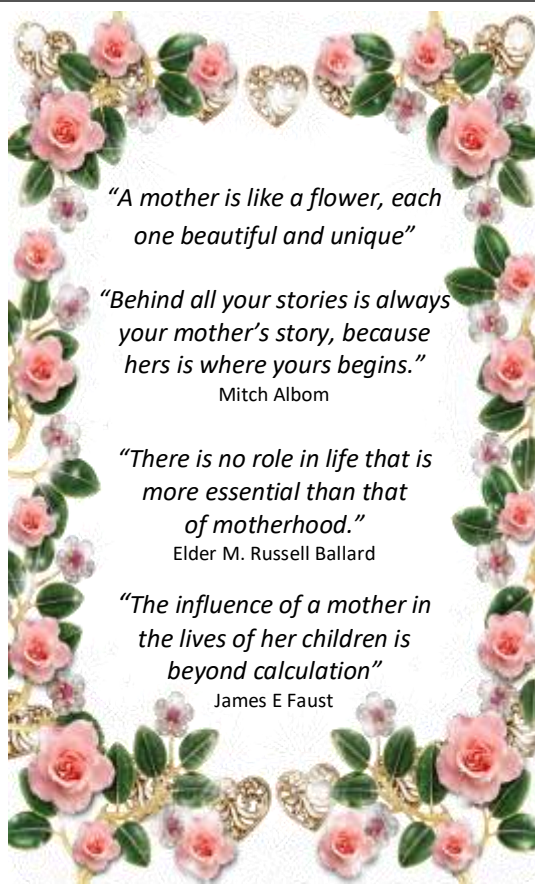 “A mother is like a flower, each
one beautiful and unique”
“Behind all your stories is always
your mother’s story, because
hers is where yours begins.”
Mitch Albom
“There is no role in life that is
more essential than that
of motherhood.”
Elder M. Russell Ballard
“The influence of a mother in
the lives of her children is
beyond calculation”
James E Faust